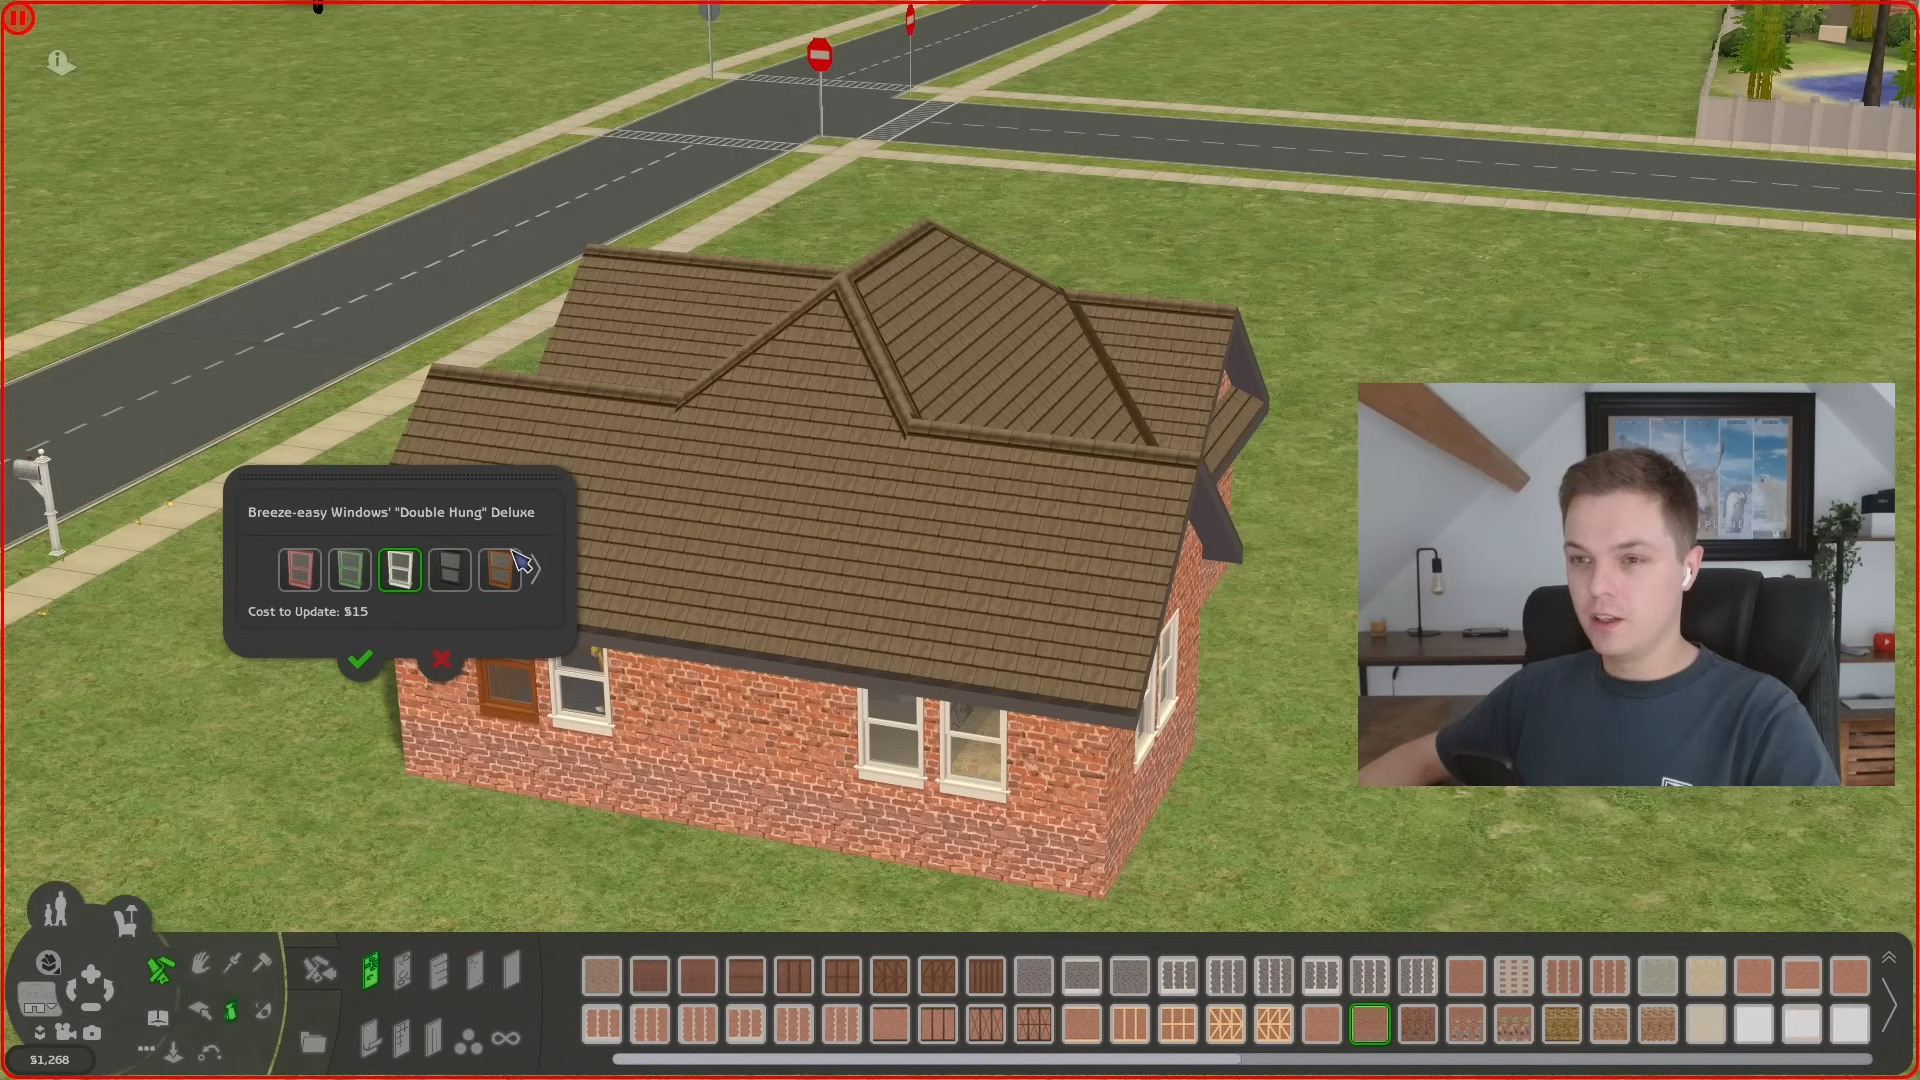 Breeze-easy Windows' "Double Hung" Deluxe
Cost to Update: §15
§1,268